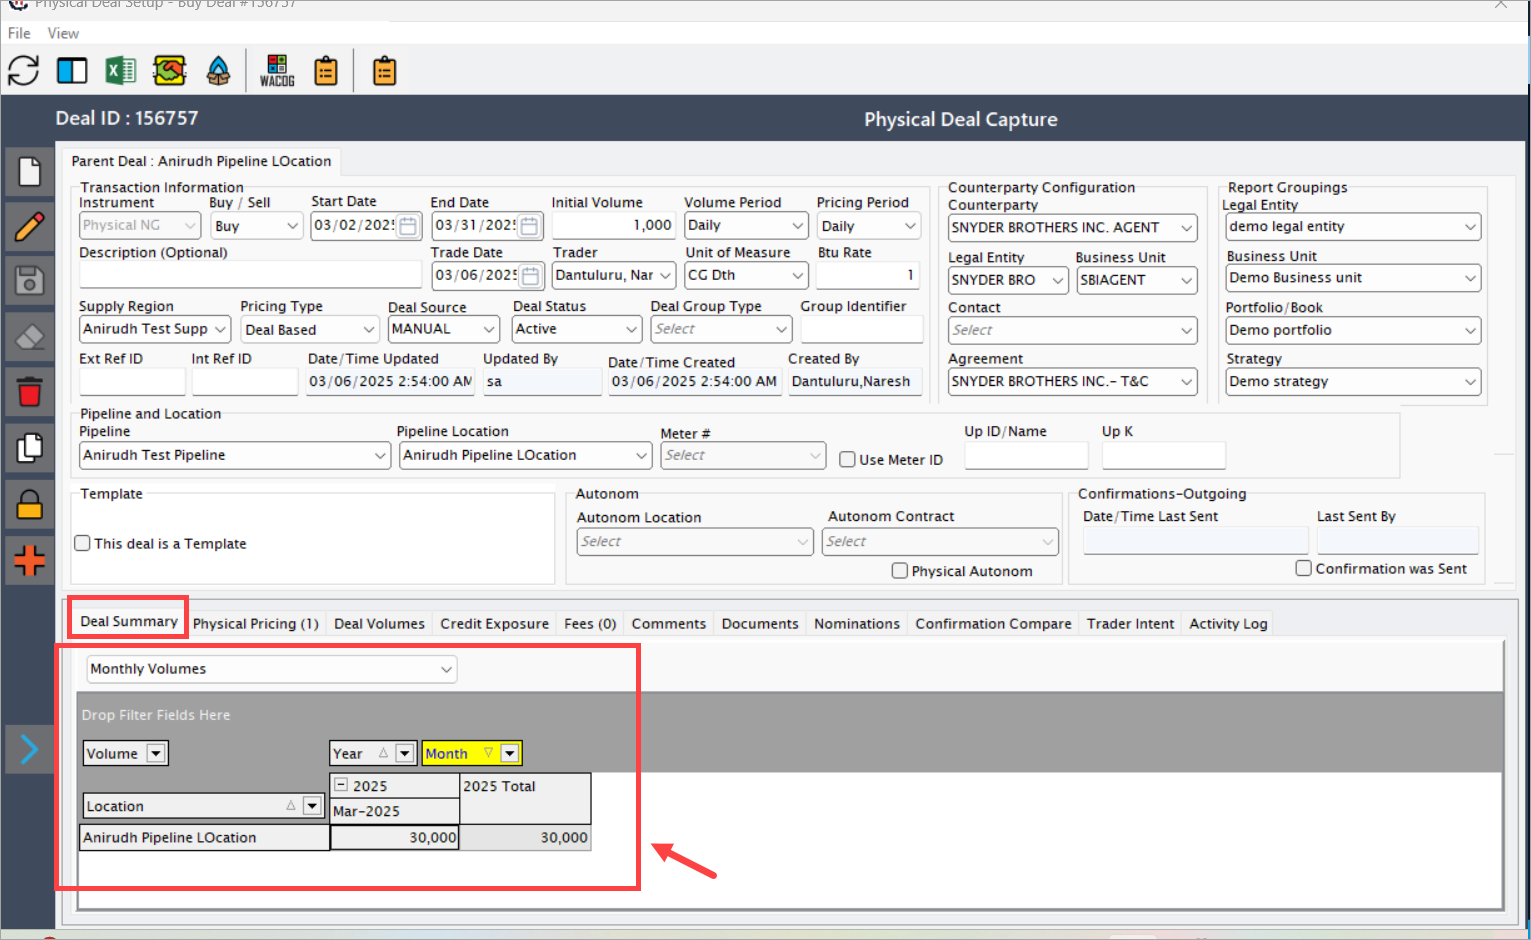 Physical Deal Setup - Buy Deal #156757
File View
WACOG
Deal ID : 156757 Physical Deal Capture
Parent Deal : Anirudh Pipeline LOcation
Transaction Information Counterparty Configuration Report Groupings
Instrument Buy / Sell Start Date End Date Initial Volume Volume Period Pricing Period Counterparty Legal Entity
Physical NG Buy 03/02/2025 03/31/2025 1,000 Daily Daily SNYDER BROTHERS INC. AGENT demo legal entity
Description (Optional) Trade Date Trader Unit of Measure Btu Rate Legal Entity Business Unit Business Unit
03/06/2025 Dantuluru, Nar CG Dth 1 SNYDER BRO SBIAGENT Demo Business unit
Supply Region Pricing Type Deal Source Deal Status Deal Group Type Group Identifier Contact Portfolio/Book
Anirudh Test Supp Deal Based MANUAL Active Select Select Demo portfolio
Ext Ref ID Int Ref ID Date/Time Updated Updated By Date/Time Created Created By Agreement Strategy
03/06/2025 2:54:00 AM sa 03/06/2025 2:54:00 AM Dantuluru,Naresh SNYDER BROTHERS INC.- T&C Demo strategy
Pipeline and Location
Pipeline Pipeline Location Meter # Up ID/Name Up K
Anirudh Test Pipeline Anirudh Pipeline LOcation Select Use Meter ID
Template Autonom Confirmations-Outgoing
Autonom Location Autonom Contract Date/Time Last Sent Last Sent By
This deal is a Template Select Select
Physical Autonom Confirmation was Sent
Deal Summary Physical Pricing (1) Deal Volumes Credit Exposure Fees (0) Comments Documents Nominations Confirmation Compare Trader Intent Activity Log
Monthly Volumes
Drop Filter Fields Here
Volume Year Month
2025 2025 Total
Location Mar-2025
Anirudh Pipeline LOcation 30,000 30,000